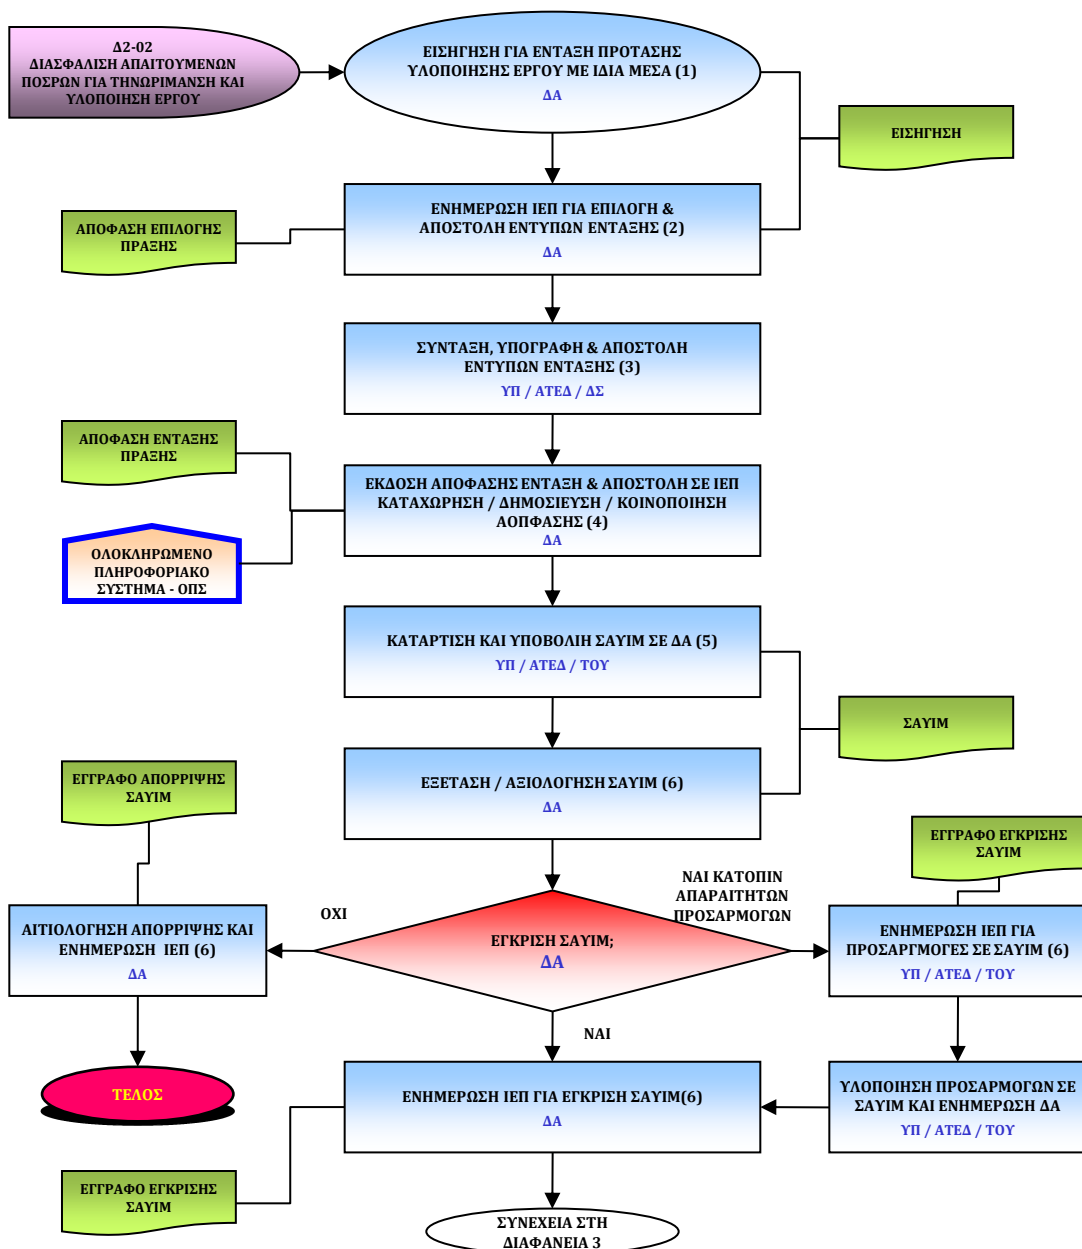 Δ2-02
ΔΙΑΣΦΑΛΙΣΗ ΑΠΑΙΤΟΥΜΕΝΩΝ
ΠΟΣΡΩΝ ΓΙΑ ΤΗΝΩΡΙΜΑΝΣΗ ΚΑΙ
ΥΛΟΠΟΙΗΣΗ ΕΡΓΟΥ
ΕΙΣΗΓΗΣΗ ΓΙΑ ΕΝΤΑΞΗ ΠΡΟΤΑΣΗΣ
ΥΛΟΠΟΙΗΣΗΣ ΕΡΓΟΥ ΜΕ ΙΔΙΑ ΜΕΣΑ (1)
ΔΑ
ΕΙΣΗΓΗΣΗ
ΑΠΟΦΑΣΗ ΕΠΙΛΟΓΗΣ
ΠΡΑΞΗΣ
ΕΝΗΜΕΡΩΣΗ ΙΕΠ ΓΙΑ ΕΠΙΛΟΓΗ &
ΑΠΟΣΤΟΛΗ ΕΝΤΥΠΩΝ ΕΝΤΑΞΗΣ (2)
ΔΑ
ΣΥΝΤΑΞΗ, ΥΠΟΓΡΑΦΗ & ΑΠΟΣΤΟΛΗ
ΕΝΤΥΠΩΝ ΕΝΤΑΞΗΣ (3)
ΥΠ / ΑΤΕΔ / ΔΣ
ΑΠΟΦΑΣΗ ΕΝΤΑΞΗΣ
ΠΡΑΞΗΣ
ΕΚΔΟΣΗ ΑΠΟΦΑΣΗΣ ΕΝΤΑΞΗ & ΑΠΟΣΤΟΛΗ ΣΕ ΙΕΠ
ΚΑΤΑΧΩΡΗΣΗ / ΔΗΜΟΣΙΕΥΣΗ / ΚΟΙΝΟΠΟΙΗΣΗ
ΑΟΠΦΑΣΗΣ (4)
ΔΑ
ΟΛΟΚΛΗΡΩΜΕΝΟ
ΠΛΗΡΟΦΟΡΙΑΚΟ
ΣΥΣΤΗΜΑ - ΟΠΣ
ΚΑΤΑΡΤΙΣΗ ΚΑΙ ΥΠΟΒΟΛΙΗ ΣΑΥΙΜ ΣΕ ΔΑ (5)
ΥΠ / ΑΤΕΔ / ΤΟΥ
ΣΑΥΙΜ
ΕΞΕΤΑΣΗ / ΑΞΙΟΛΟΓΗΣΗ ΣΑΥΙΜ (6)
ΔΑ
ΕΓΓΡΑΦΟ ΑΠΟΡΡΙΨΗΣ
ΣΑΥΙΜ
ΕΓΓΡΑΦΟ ΕΓΚΡΙΣΗΣ
ΣΑΥΙΜ
ΝΑΙ ΚΑΤΟΠΙΝ
ΑΠΑΡΑΙΤΗΤΩΝ
ΠΡΟΣΑΡΜΟΓΩΝ
ΟΧΙ
ΑΙΤΙΟΛΟΓΗΣΗ ΑΠΟΡΡΙΨΗΣ ΚΑΙ
ΕΝΗΜΕΡΩΣΗ ΙΕΠ (6)
ΔΑ
ΕΓΚΡΙΣΗ ΣΑΥΙΜ;
ΔΑ
ΕΝΗΜΕΡΩΣΗ ΙΕΠ ΓΙΑ
ΠΡΟΣΑΡΓΜΟΓΕΣ ΣΕ ΣΑΥΙΜ (6)
ΥΠ / ΑΤΕΔ / ΤΟΥ
ΝΑΙ
ΤΕΛΟΣ
ΕΝΗΜΕΡΩΣΗ ΙΕΠ ΓΙΑ ΕΓΚΡΙΣΗ ΣΑΥΙΜ(6)
ΔΑ
ΥΛΟΠΟΙΗΣΗ ΠΡΟΣΑΡΜΟΓΩΝ ΣΕ
ΣΑΥΙΜ ΚΑΙ ΕΝΗΜΕΡΩΣΗ ΔΑ
ΥΠ / ΑΤΕΔ / ΤΟΥ
ΕΓΓΡΑΦΟ ΕΓΚΡΙΣΗΣ
ΣΑΥΙΜ
ΣΥΝΕΧΕΙΑ ΣΤΗ
ΔΙΑΦΑΝΕΙΑ 3